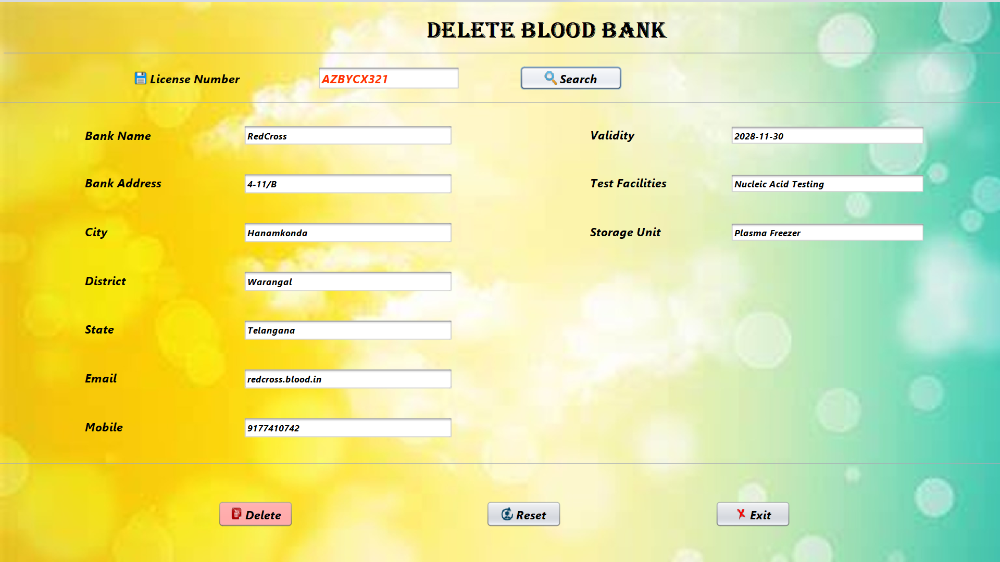 DELETE BLOOD BANK
License Number AZBYCX321 Search
Bank Name RedCross Validity 2028-11-30
Bank Address 4-11/B Test Facilities Nucleic Acid Testing
City Hanamkonda Storage Unit Plasma Freezer
District Warangal
State Telangana
Email redcross.blood.in
Mobile 9177410742
Delete Reset Exit